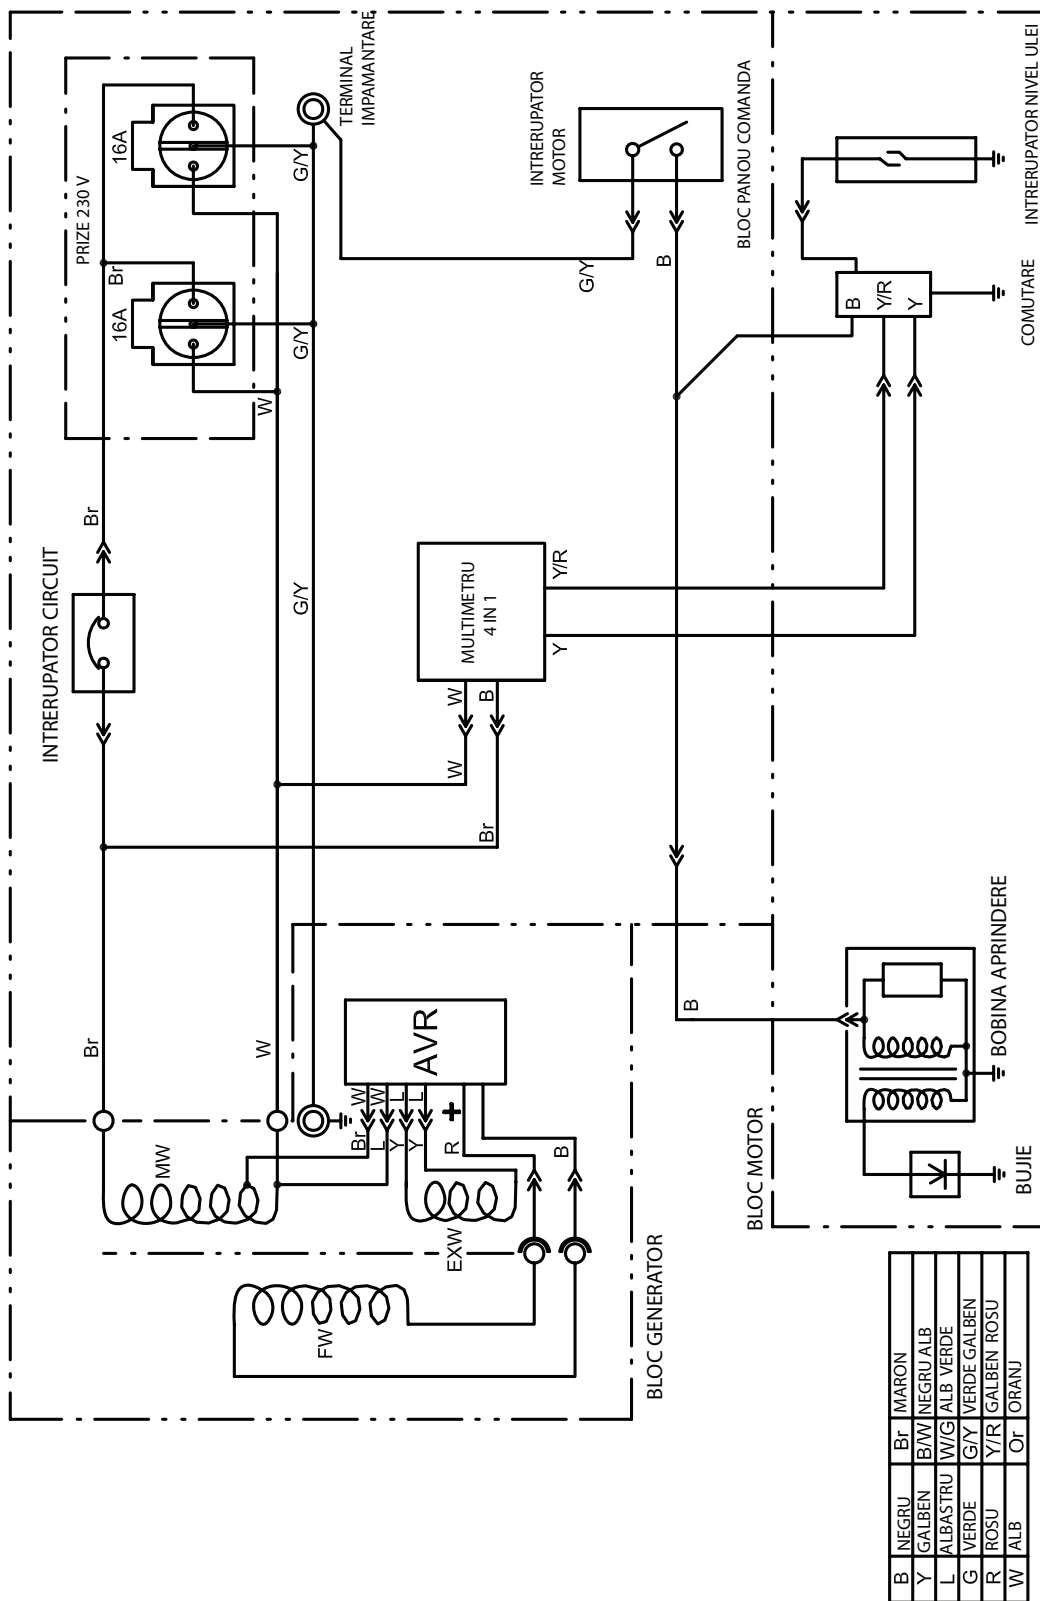 INTRERUPATOR CIRCUIT
PRIZE 230 V
16A
16A
Br
Br
Br
W
W
G/Y
G/Y
G/Y
TERMINAL
IMPAMANTARE
INTRERUPATOR
MOTOR
G/Y
B
BLOC PANOU COMANDA
INTRERUPATOR NIVEL ULEI
COMUTARE
B
Y/R
Y
MULTIMETRU
4 IN 1
W
B
W
Br
Y/R
Y
AVR
W
W
L
L
+
Br
L
Y
Y
R
B
MW
EXW
FW
BLOC GENERATOR
B
BLOC MOTOR
BOBINA APRINDERE
BUJIE
B NEGRU Br MARON
Y GALBEN B/W NEGRU ALB
L ALBASTRU W/G ALB VERDE
G VERDE G/Y VERDE GALBEN
R ROSU Y/R GALBEN ROSU
W ALB Or ORANJ